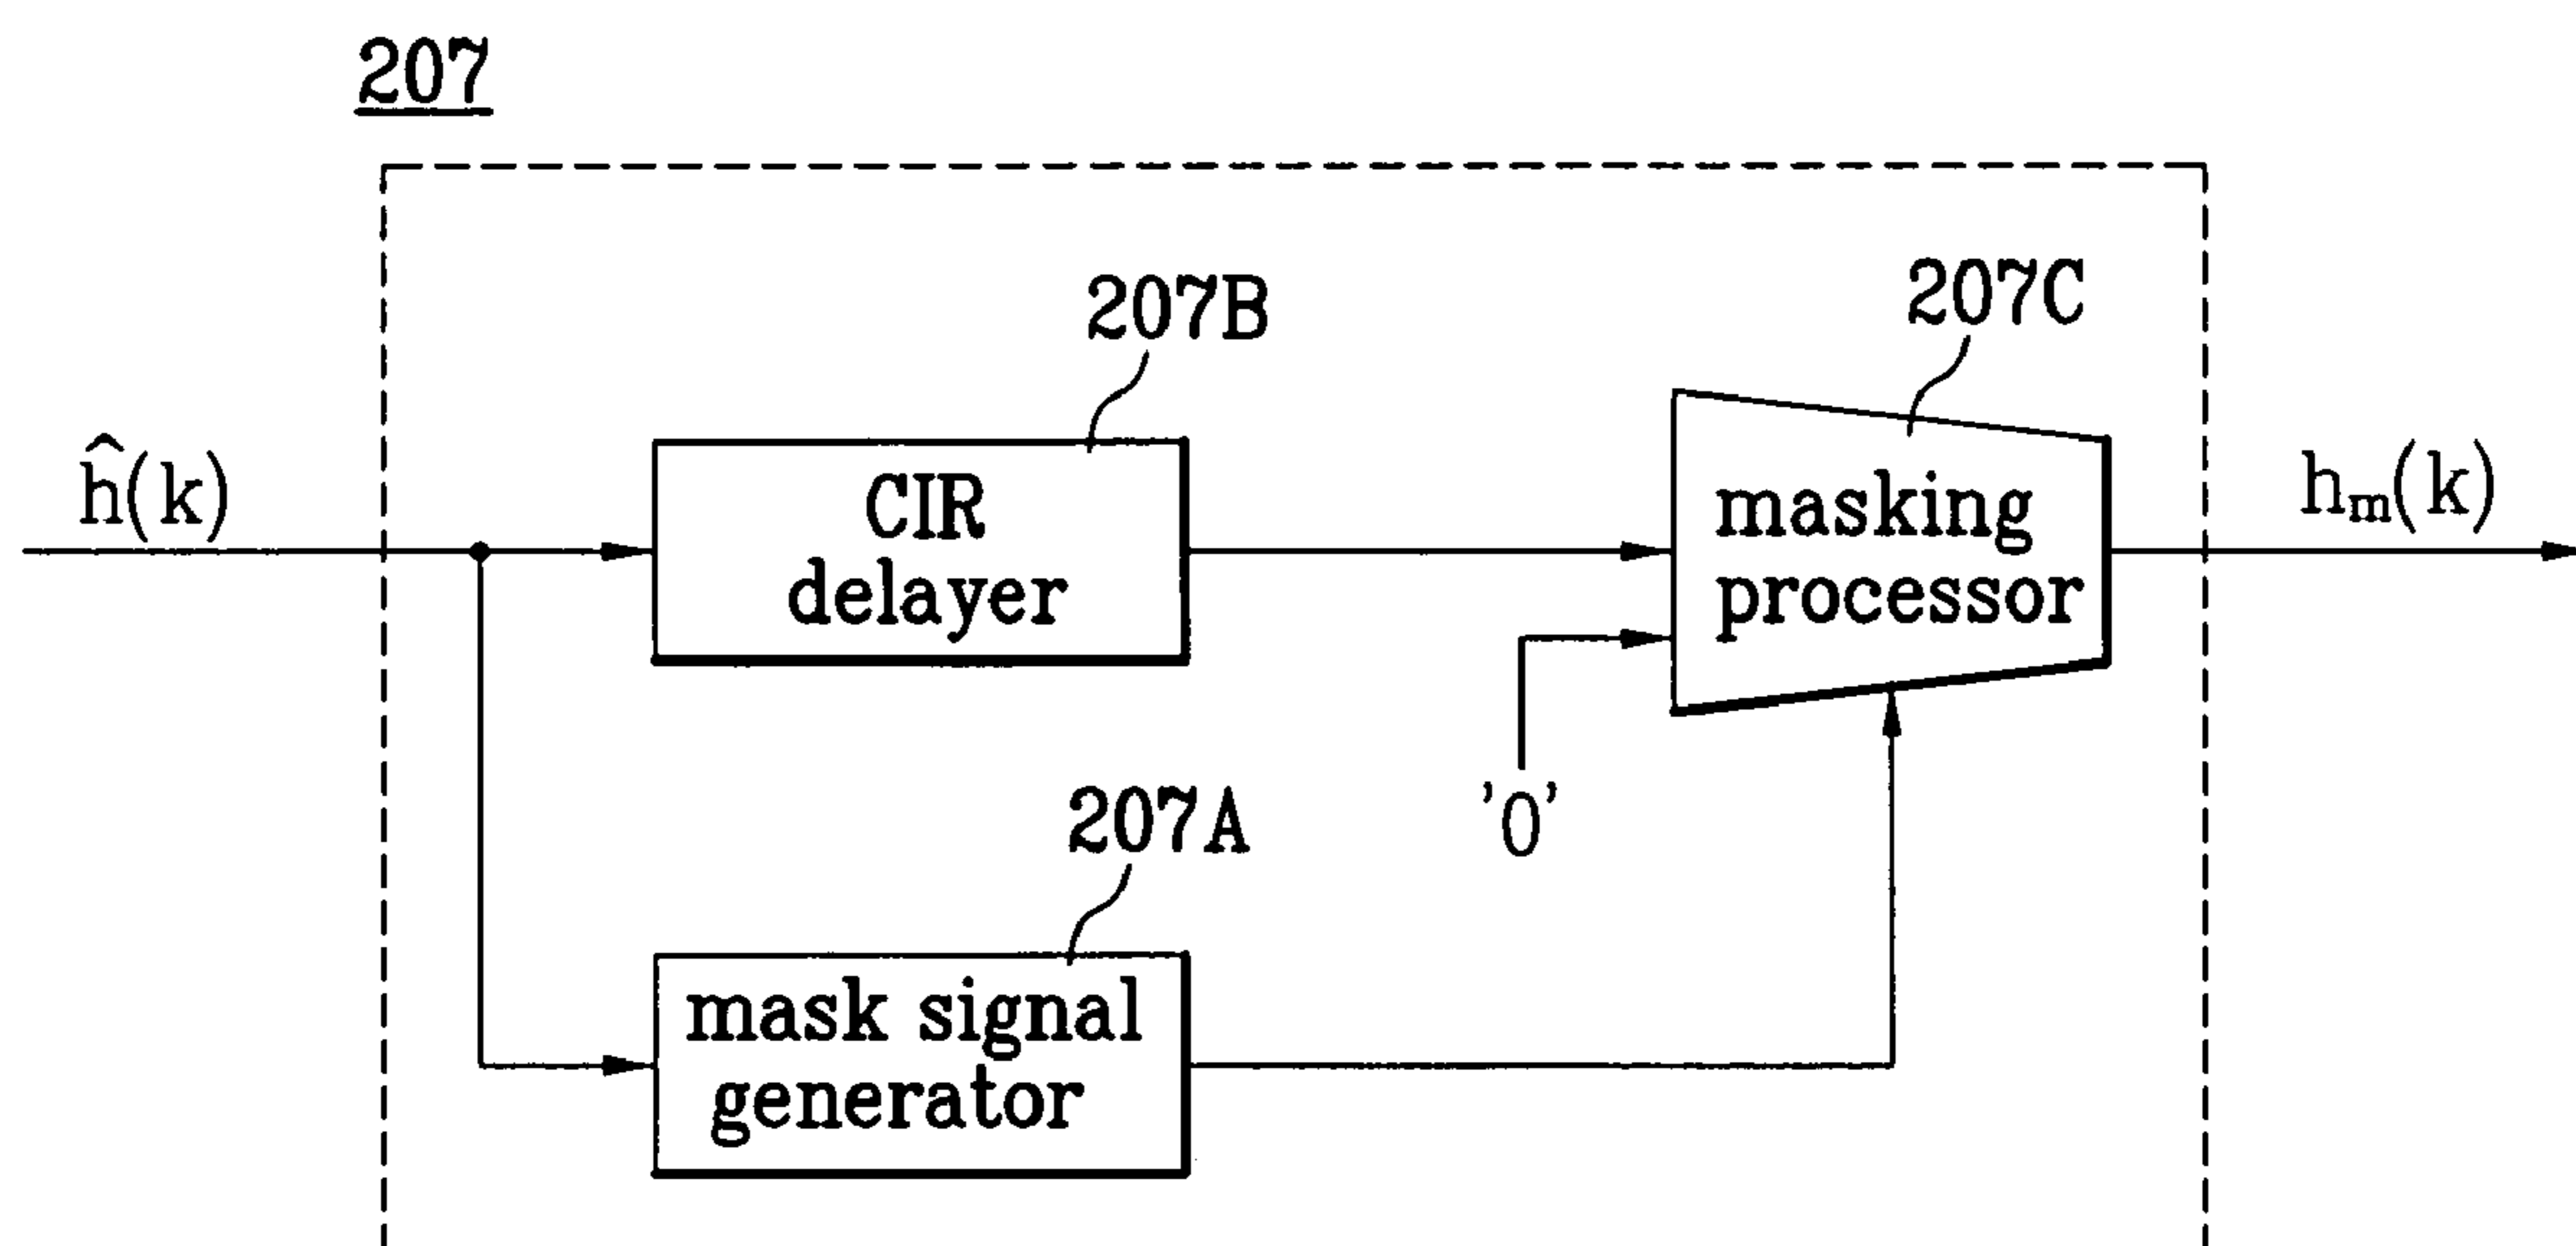 207
207B
207C
ĥ(k)
CIR
delayer
masking
processor
hₘ(k)
'0'
207A
mask signal
generator